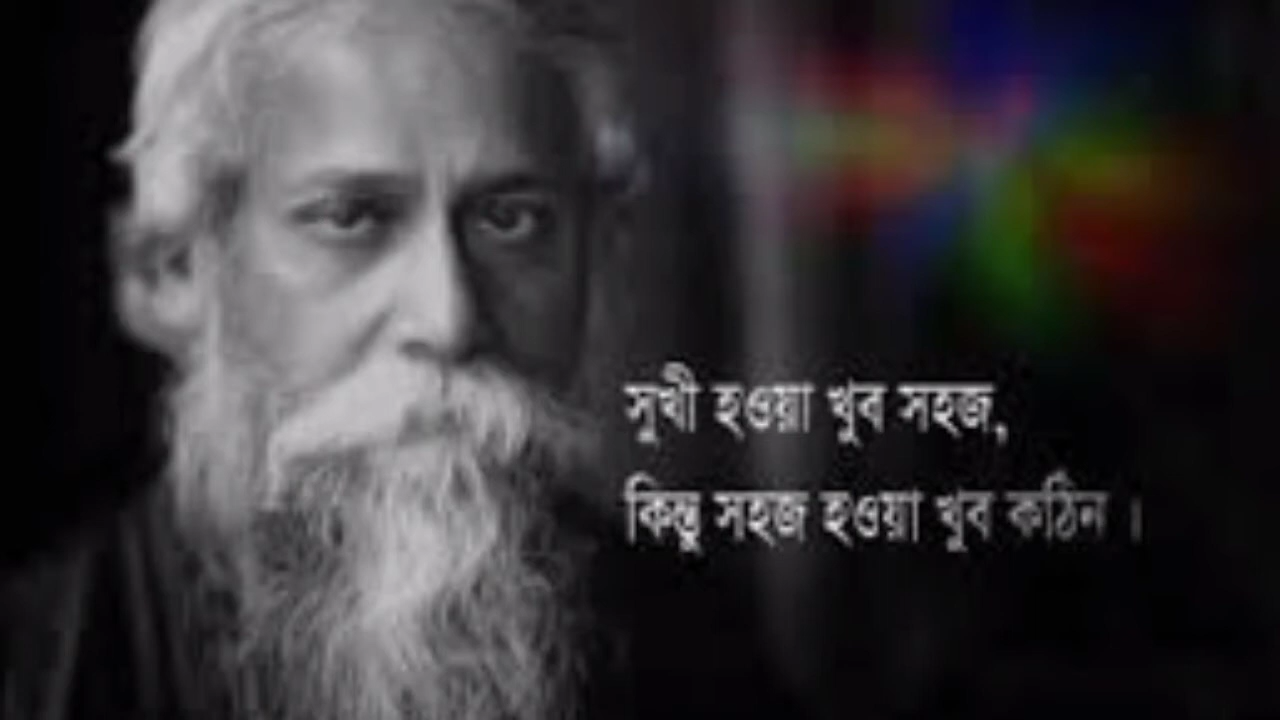 সুখী হওয়া খুব সহজ,
কিন্তু সহজ হওয়া খুব কঠিন ।